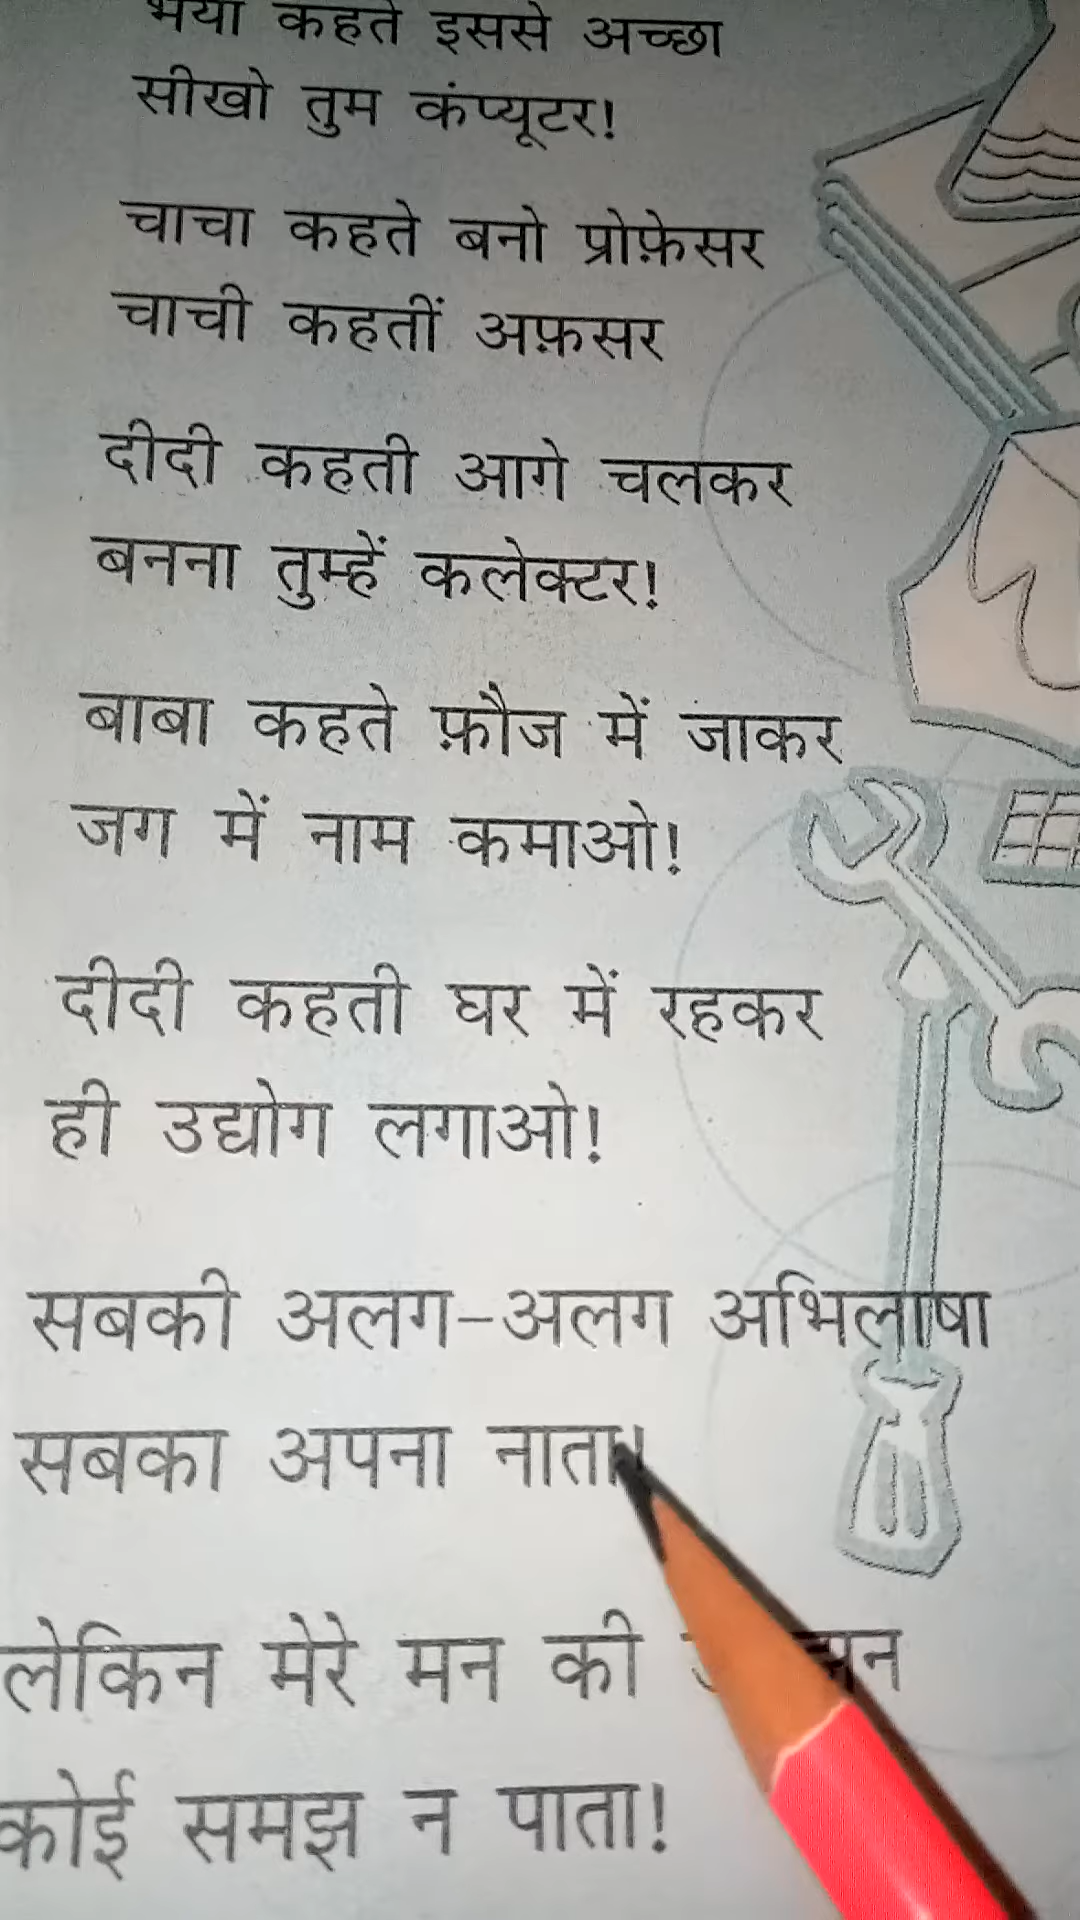 भैया कहते इससे अच्छा
सीखो तुम कंप्यूटर!
चाचा कहते बनो प्रोफ़ेसर
चाची कहतीं अफ़सर
दीदी कहती आगे चलकर
बनना तुम्हें कलेक्टर!
बाबा कहते फ़ौज में जाकर
जग में नाम कमाओ!
दीदी कहती घर में रहकर
ही उद्योग लगाओ!
सबकी अलग-अलग अभिलाषा
सबका अपना नाता!
लेकिन मेरे मन की
कोई समझ न पाता!